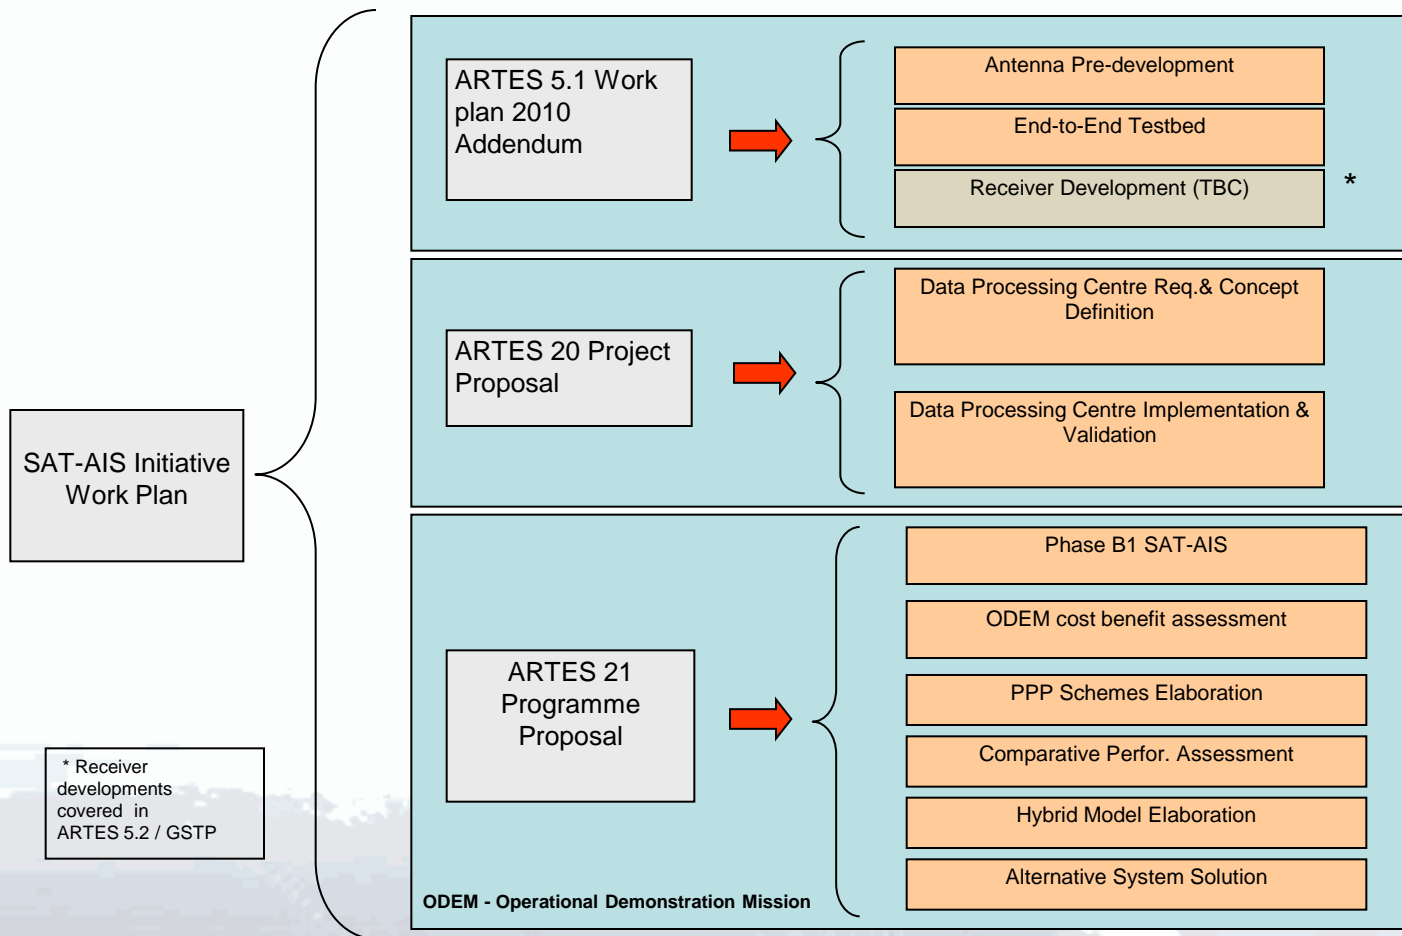 SAT-AIS Initiative
Work Plan
* Receiver
developments
covered in
ARTES 5.2 / GSTP
ARTES 5.1 Work
plan 2010
Addendum
Antenna Pre-development
End-to-End Testbed
Receiver Development (TBC)
*
ARTES 20 Project
Proposal
Data Processing Centre Req.& Concept
Definition
Data Processing Centre Implementation &
Validation
ARTES 21
Programme
Proposal
Phase B1 SAT-AIS
ODEM cost benefit assessment
PPP Schemes Elaboration
Comparative Perfor. Assessment
Hybrid Model Elaboration
Alternative System Solution
ODEM - Operational Demonstration Mission